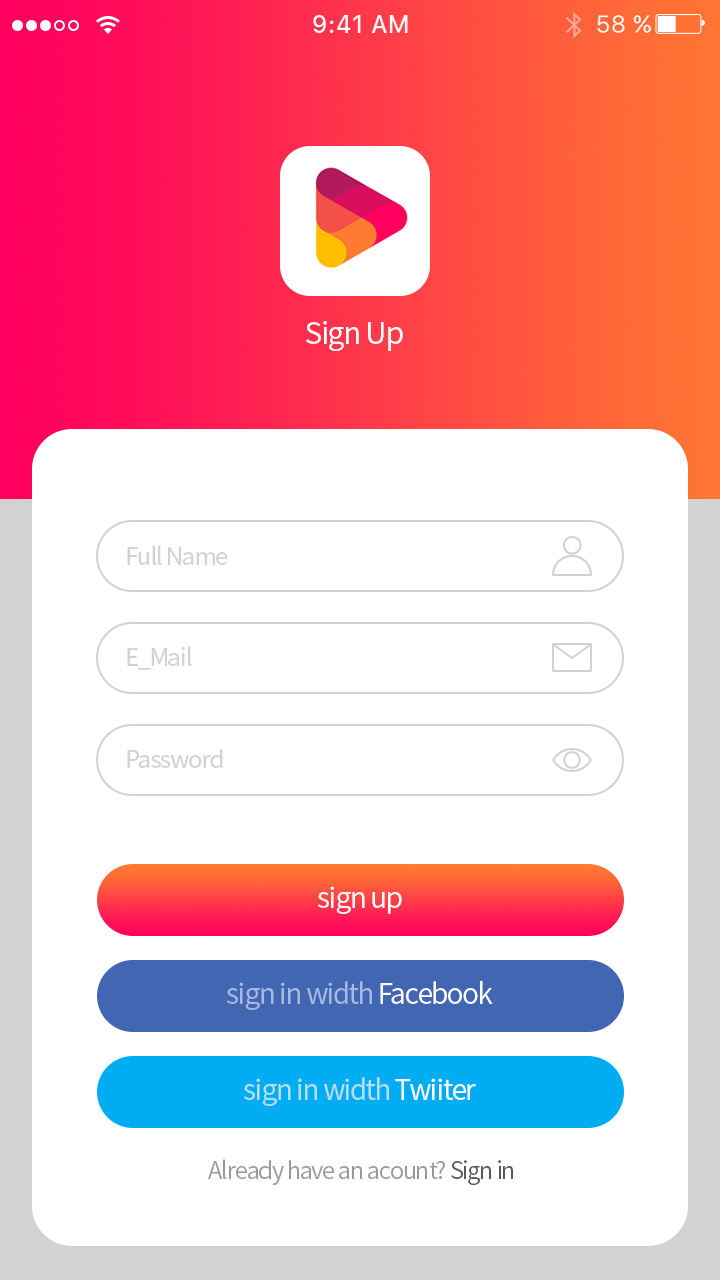 9:41 AM 58 %
Sign Up
Full Name
E_Mail
Password
sign up
sign in width Facebook
sign in width Twiiter
Already have an acount? Sign in